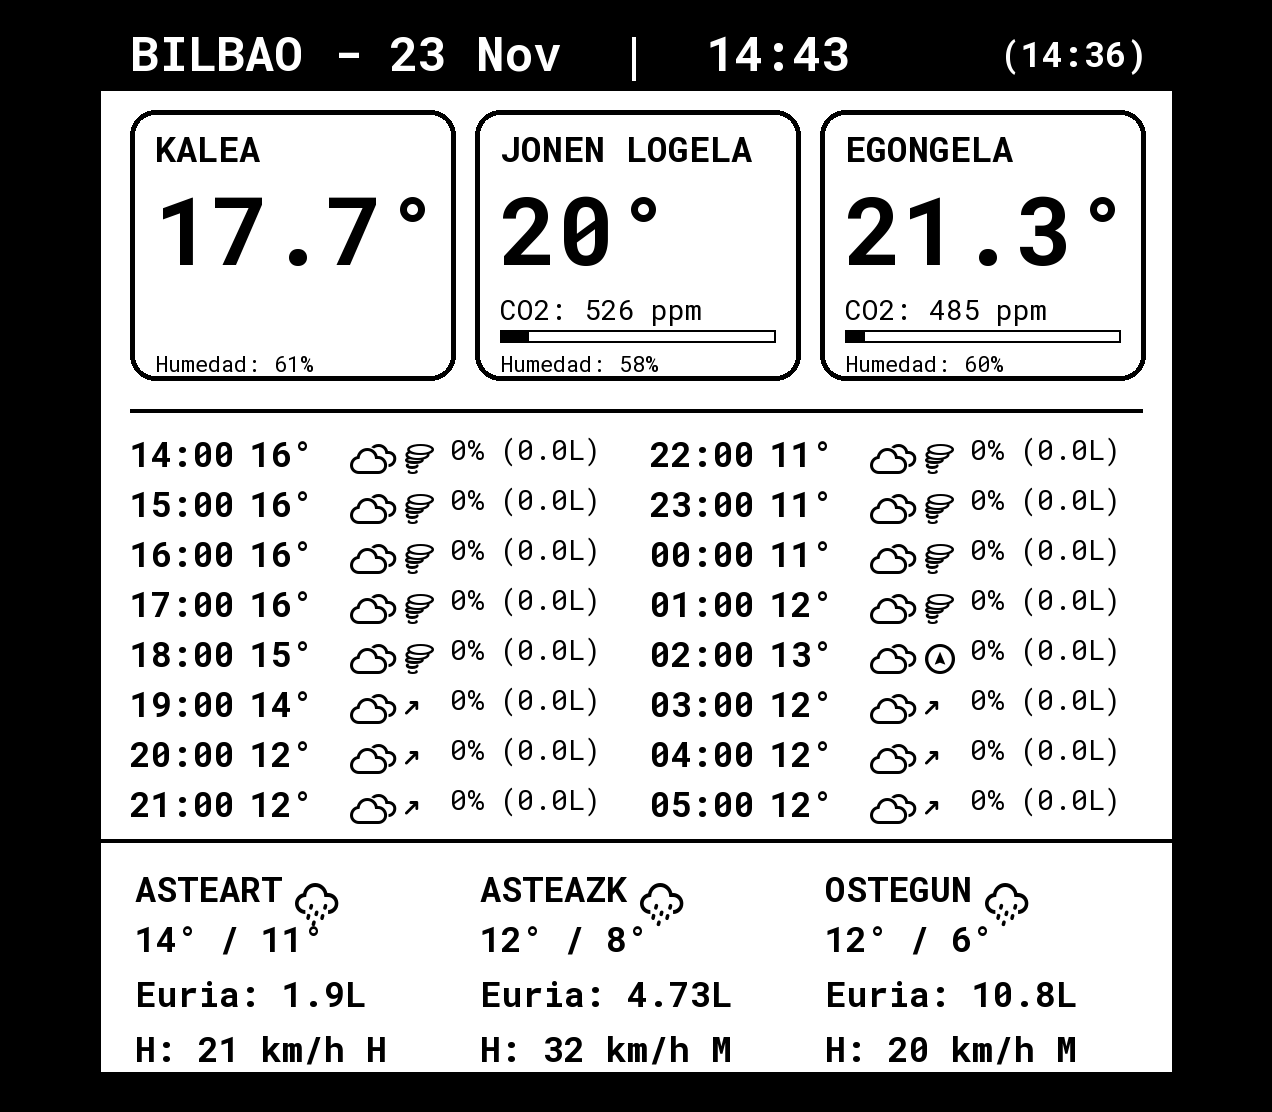 BILBAO - 23 Nov | 14:43 (14:36)
KALEA
17.7°
Humedad: 61%
JONEN LOGELA
20°
CO2: 526 ppm
Humedad: 58%
EGONGELA
21.3°
CO2: 485 ppm
Humedad: 60%
14:00 16° 0% (0.0L)
15:00 16° 0% (0.0L)
16:00 16° 0% (0.0L)
17:00 16° 0% (0.0L)
18:00 15° 0% (0.0L)
19:00 14° 0% (0.0L)
20:00 12° 0% (0.0L)
21:00 12° 0% (0.0L)
22:00 11° 0% (0.0L)
23:00 11° 0% (0.0L)
00:00 11° 0% (0.0L)
01:00 12° 0% (0.0L)
02:00 13° 0% (0.0L)
03:00 12° 0% (0.0L)
04:00 12° 0% (0.0L)
05:00 12° 0% (0.0L)
ASTEART
14° / 11°
Euria: 1.9L
H: 21 km/h H
ASTEAZK
12° / 8°
Euria: 4.73L
H: 32 km/h M
OSTEGUN
12° / 6°
Euria: 10.8L
H: 20 km/h M